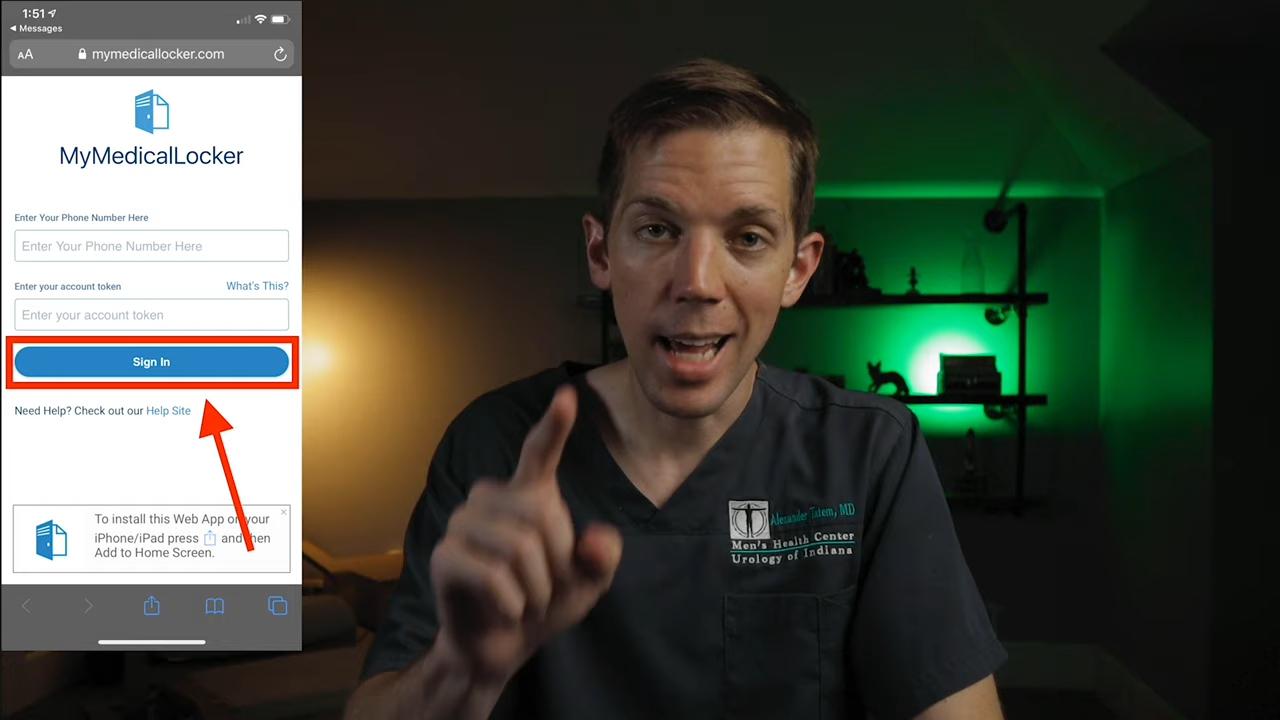 1:51
Messages
AA mymedicallocker.com
MyMedicalLocker
Enter Your Phone Number Here
Enter Your Phone Number Here
Enter your account token What's This?
Enter your account token
Sign In
Need Help? Check out our Help Site
To install this Web App on your
iPhone/iPad press and then
Add to Home Screen.
Alexander Tatem, MD
Men's Health Center
Urology of Indiana